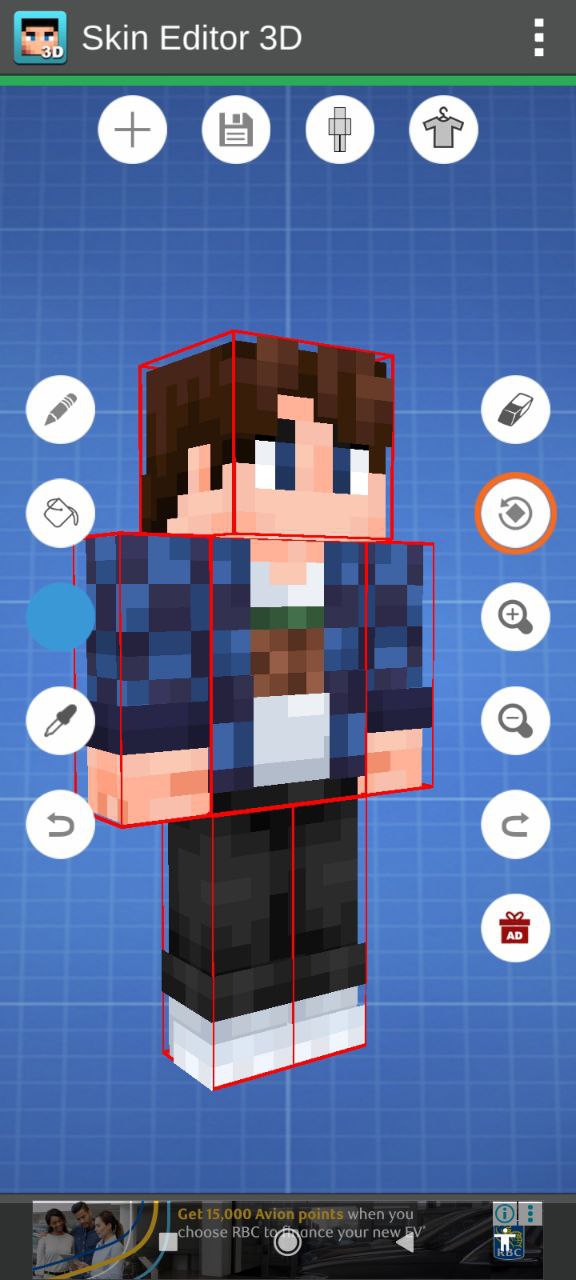 3D
Skin Editor 3D
AD
Get 15,000 Avion points when you
choose RBC to finance your new EV*
RBC